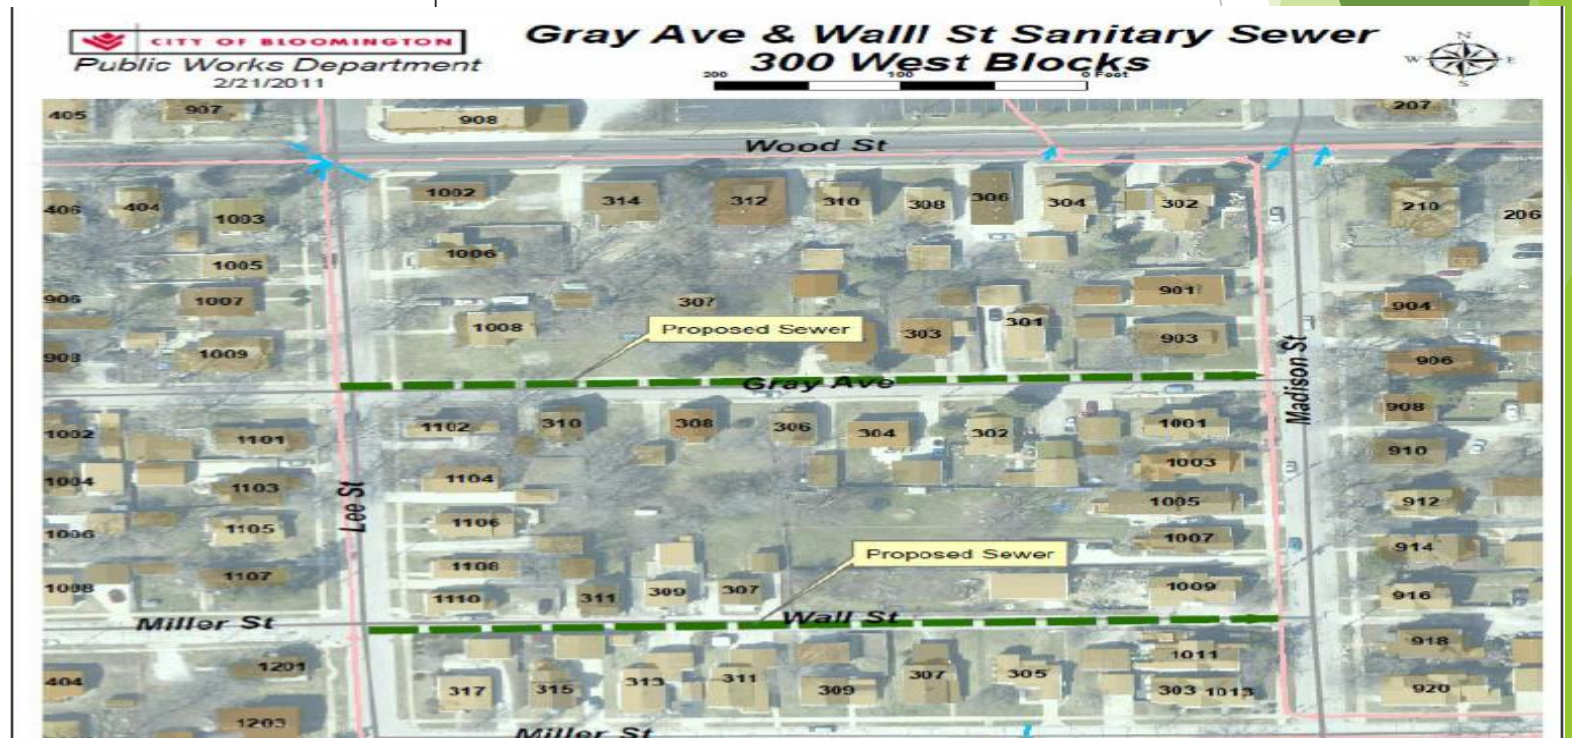 CITY OF BLOOMINGTON
Public Works Department
2/21/2011
Gray Ave & Walll St Sanitary Sewer
300 West Blocks
200 100 0 Feet
N
W E
S
405 907 908 207
Wood St
406 404 1003 1002 314 312 310 308 306 304 302 210 206
1005 1006
906 1007 307 901 904
1008 Proposed Sewer 303 301 903
908 1009 906
Gray Ave
Madison St
1002 1101 1102 310 308 306 304 302 1001 908
1003 910
1004 1103 1104
Lee St
1106 1005 912
1006 1105 1007 914
Proposed Sewer
1107 1108
1008 1110 311 309 307 1009 916
Miller St Wall St
918
1201 1011
404 317 315 313 311 309 307 305 303 1013 920
1203
Miller St